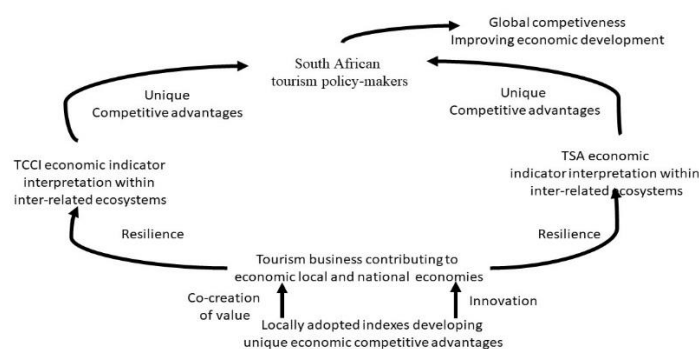 Global competiveness
Improving economic development
South African
tourism policy-makers
Unique
Competitive advantages
Unique
Competitive advantages
TCCI economic indicator
interpretation within
inter-related ecosystems
TSA economic
indicator interpretation within
inter-related ecosystems
Resilience
Resilience
Tourism business contributing to
economic local and national economies
Co-creation
of value
Innovation
Locally adopted indexes developing
unique economic competitive advantages